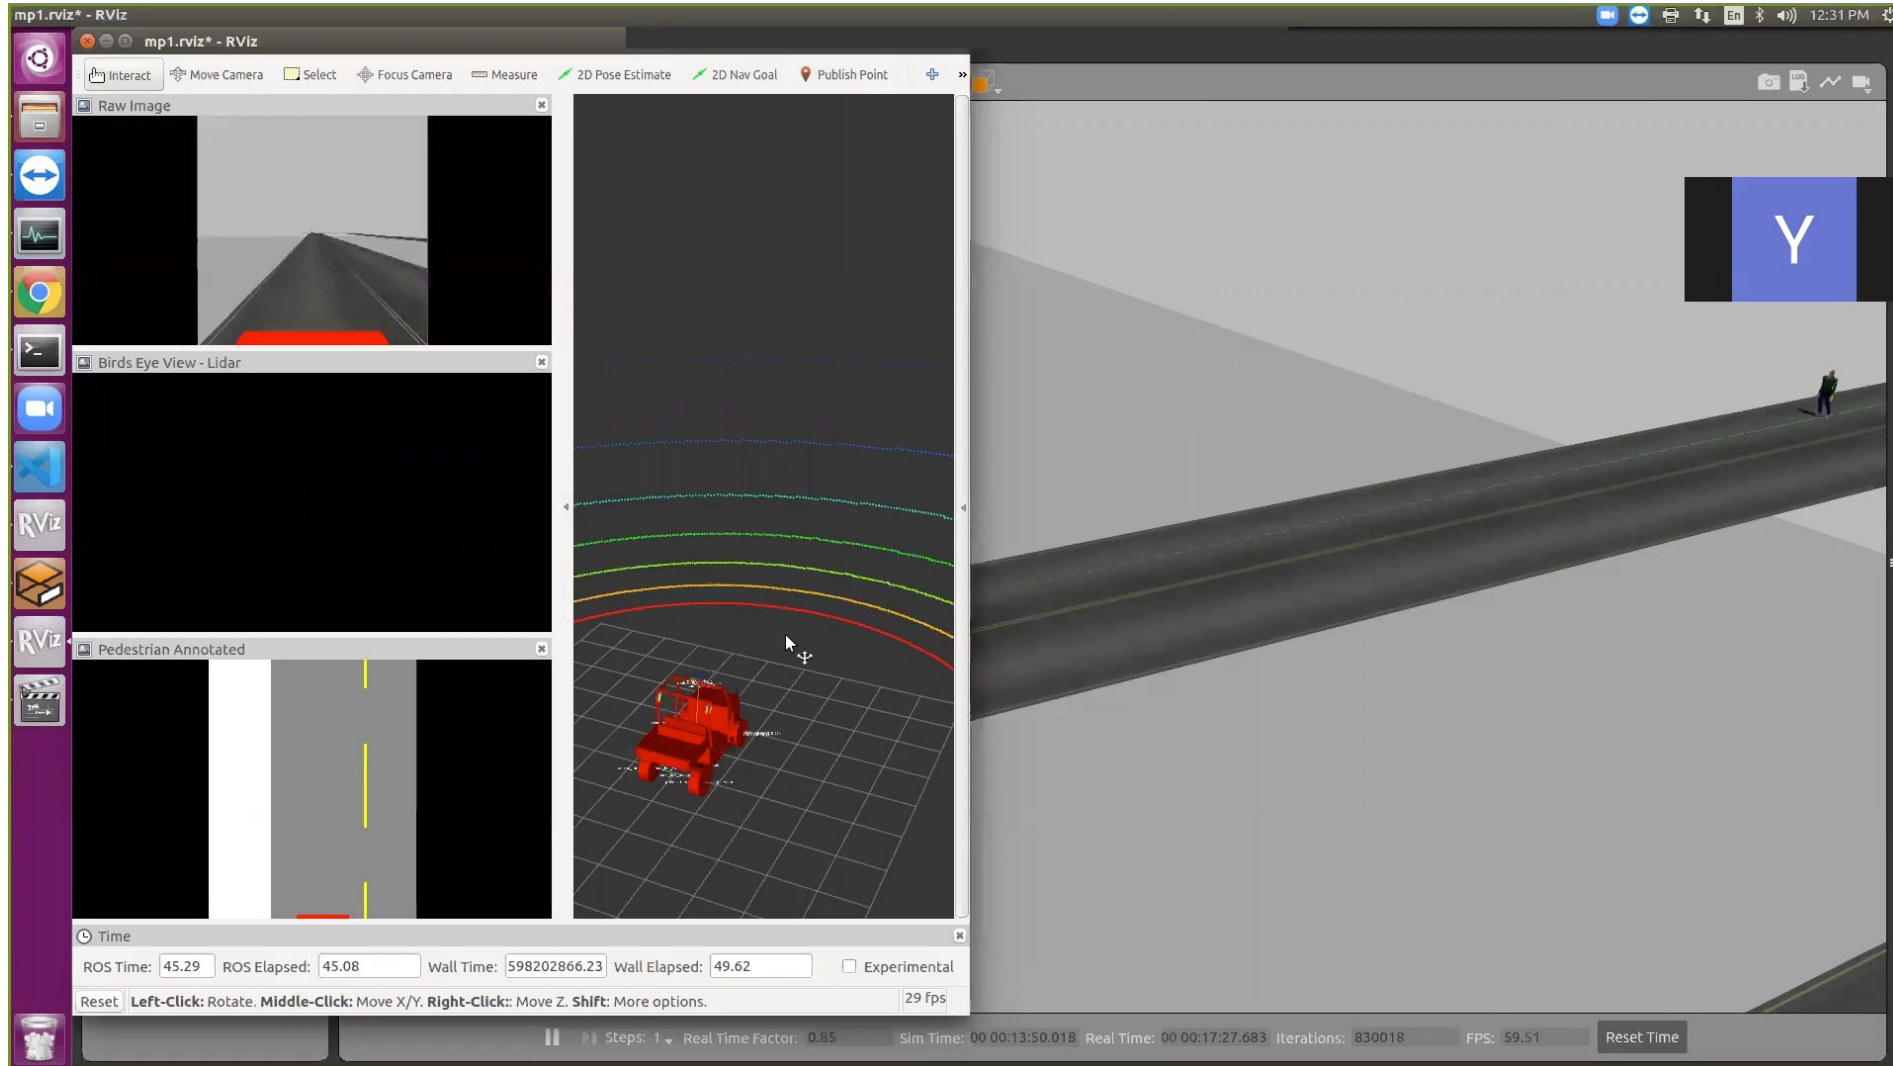 mp1.rviz* - RViz
En
12:31 PM
mp1.rviz* - RViz
Interact Move Camera Select Focus Camera Measure 2D Pose Estimate 2D Nav Goal Publish Point »
LOG
Raw Image
Y
Birds Eye View - Lidar
RViz
RViz
Pedestrian Annotated
Time
ROS Time: 45.29 ROS Elapsed: 45.08 Wall Time: 598202866.23 Wall Elapsed: 49.62 Experimental
Reset Left-Click: Rotate. Middle-Click: Move X/Y. Right-Click:: Move Z. Shift: More options. 29 fps
Steps: 1 Real Time Factor: 0.85 Sim Time: 00 00:13:50.018 Real Time: 00 00:17:27.683 Iterations: 830018 FPS: 59.51 Reset Time